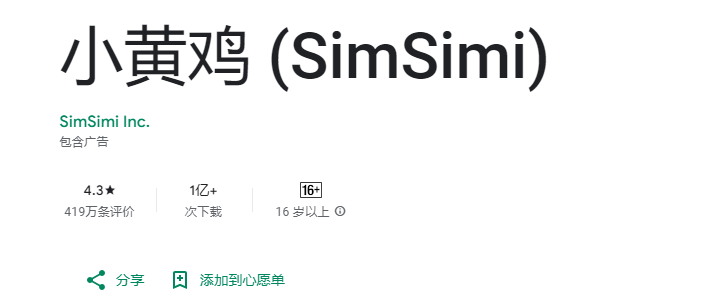 小黄鸡 (SimSimi)
SimSimi Inc.
包含广告
4.3★ 1亿+ 16+
419万条评价 次下载 16 岁以上
分享 添加到心愿单